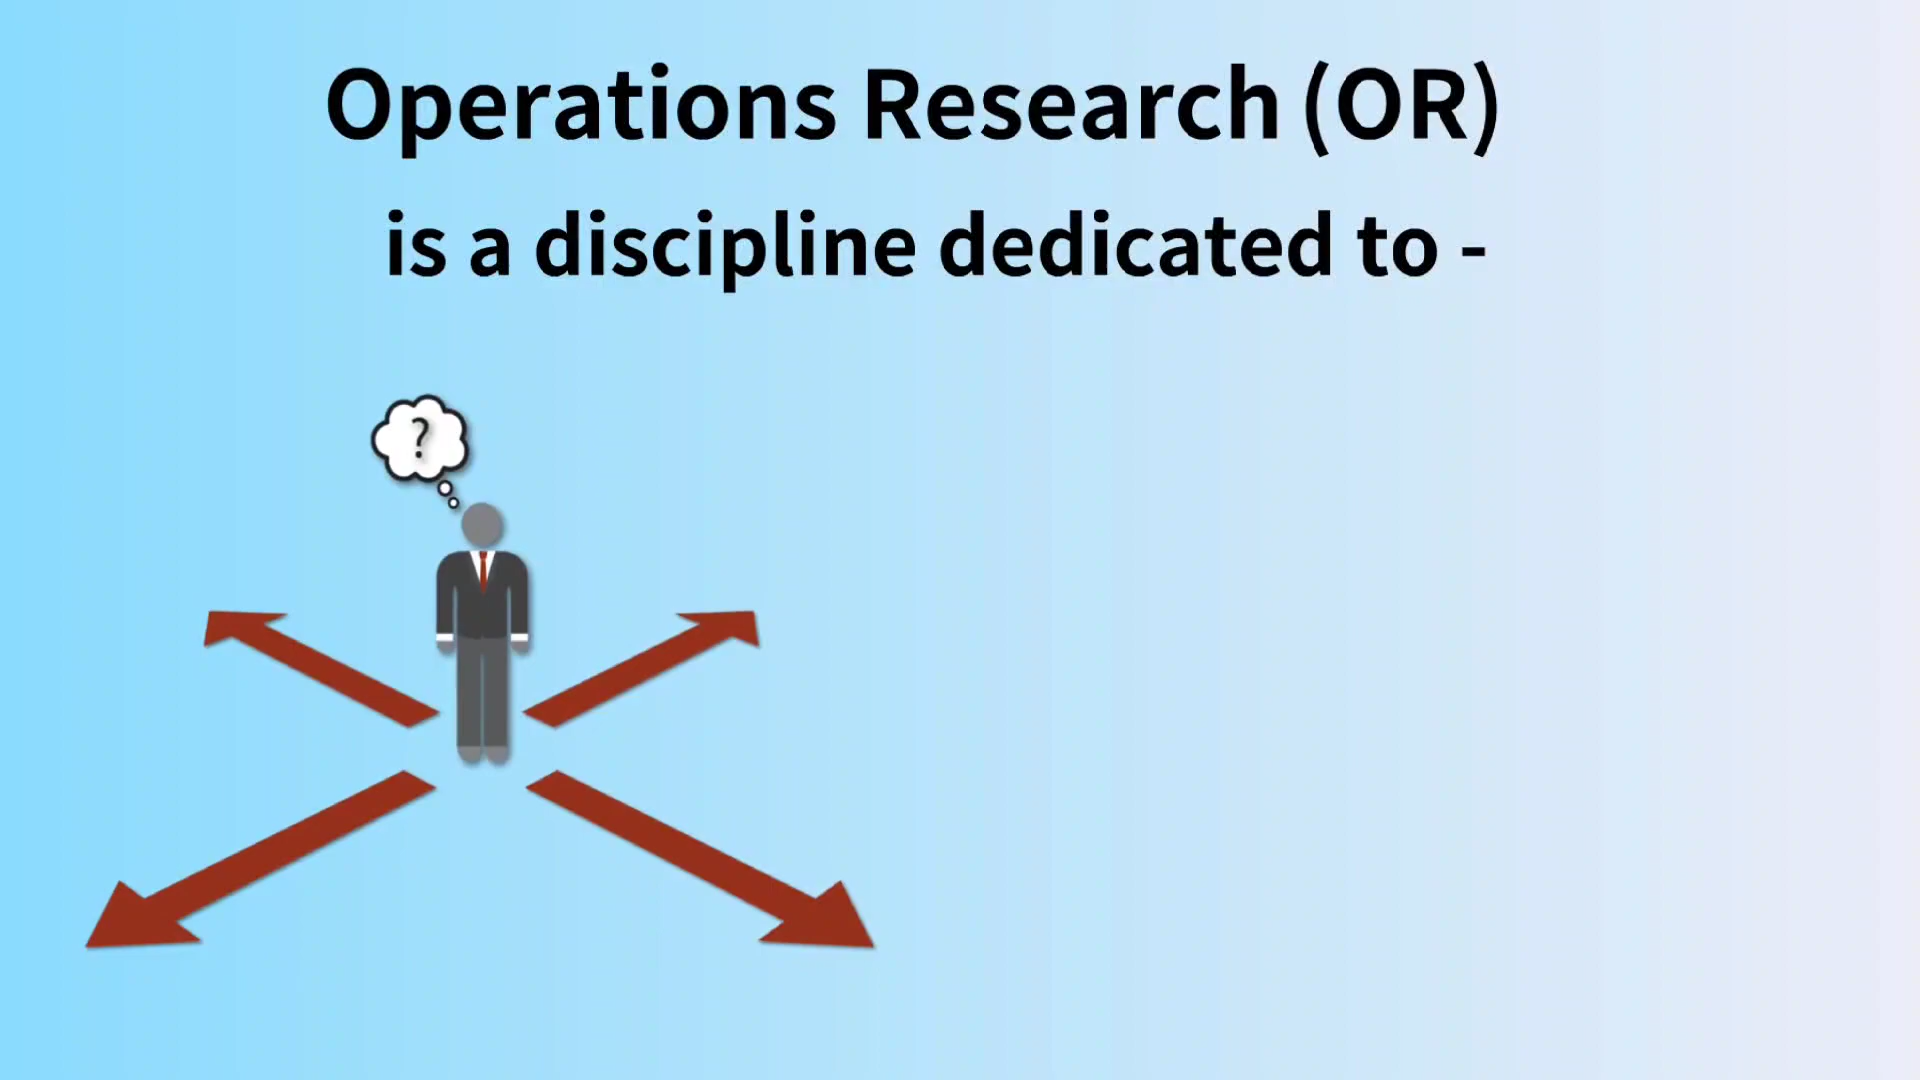 Operations Research (OR)
is a discipline dedicated to -
?